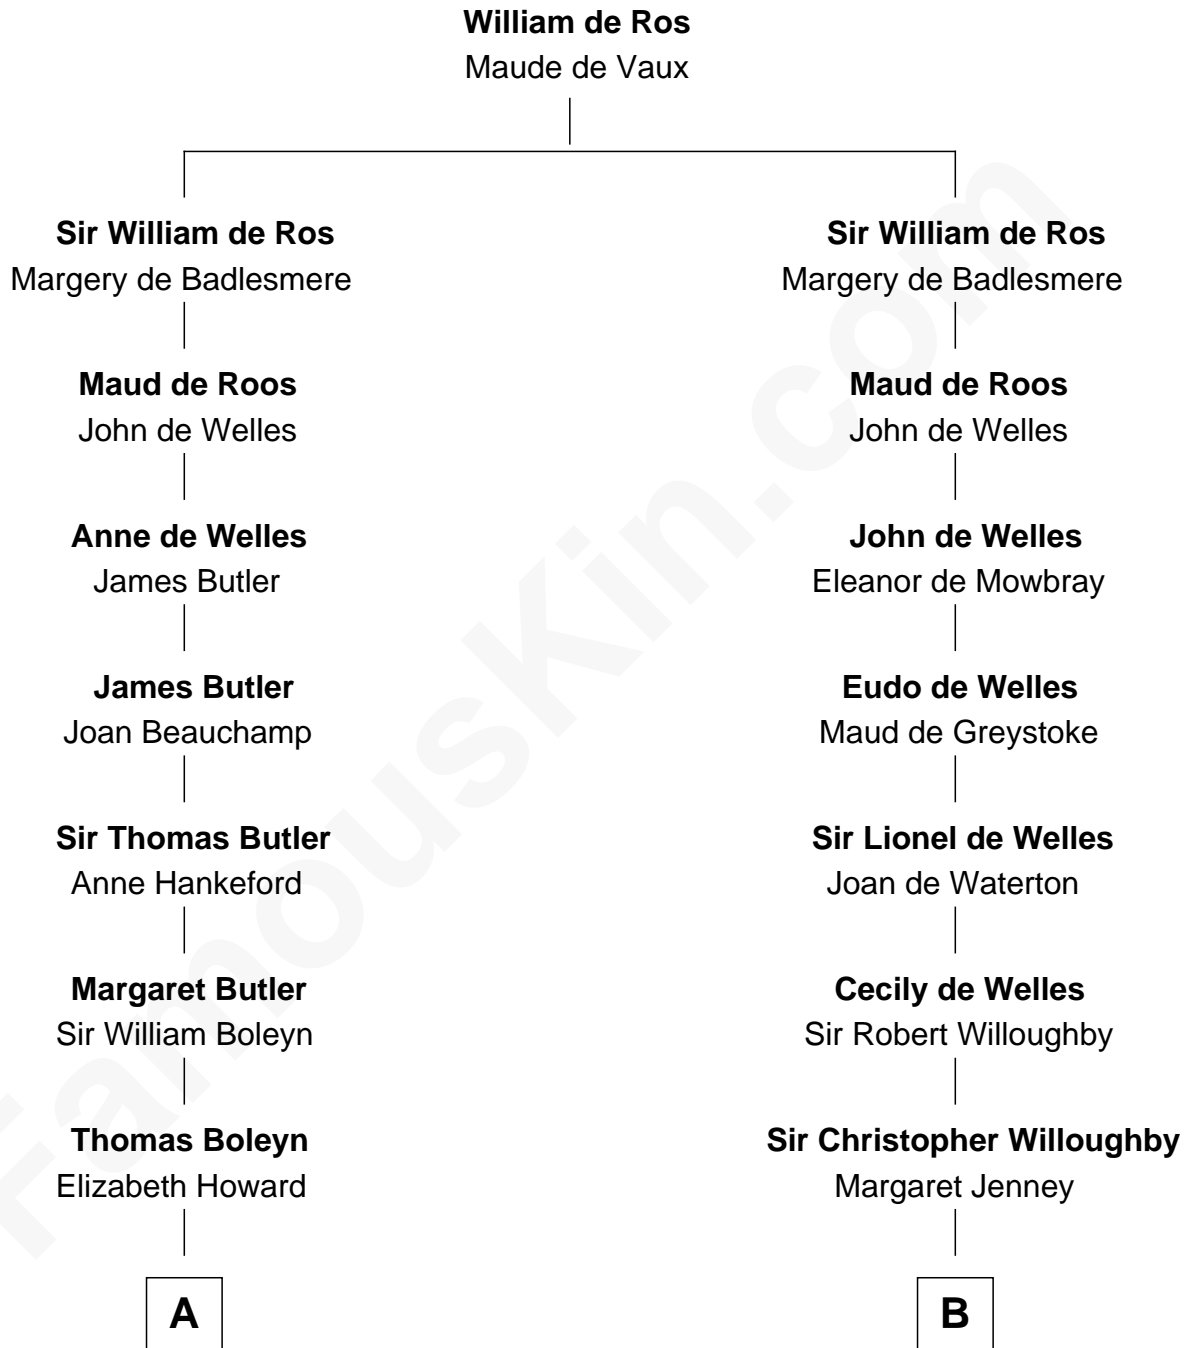 William de Ros
Maude de Vaux
Sir William de Ros
Margery de Badlesmere
Sir William de Ros
Margery de Badlesmere
Maud de Roos
John de Welles
Maud de Roos
John de Welles
Anne de Welles
James Butler
John de Welles
Eleanor de Mowbray
James Butler
Joan Beauchamp
Eudo de Welles
Maud de Greystoke
Sir Thomas Butler
Anne Hankeford
Sir Lionel de Welles
Joan de Waterton
Margaret Butler
Sir William Boleyn
Cecily de Welles
Sir Robert Willoughby
Thomas Boleyn
Elizabeth Howard
Sir Christopher Willoughby
Margaret Jenney
A
B
FamousKin.com